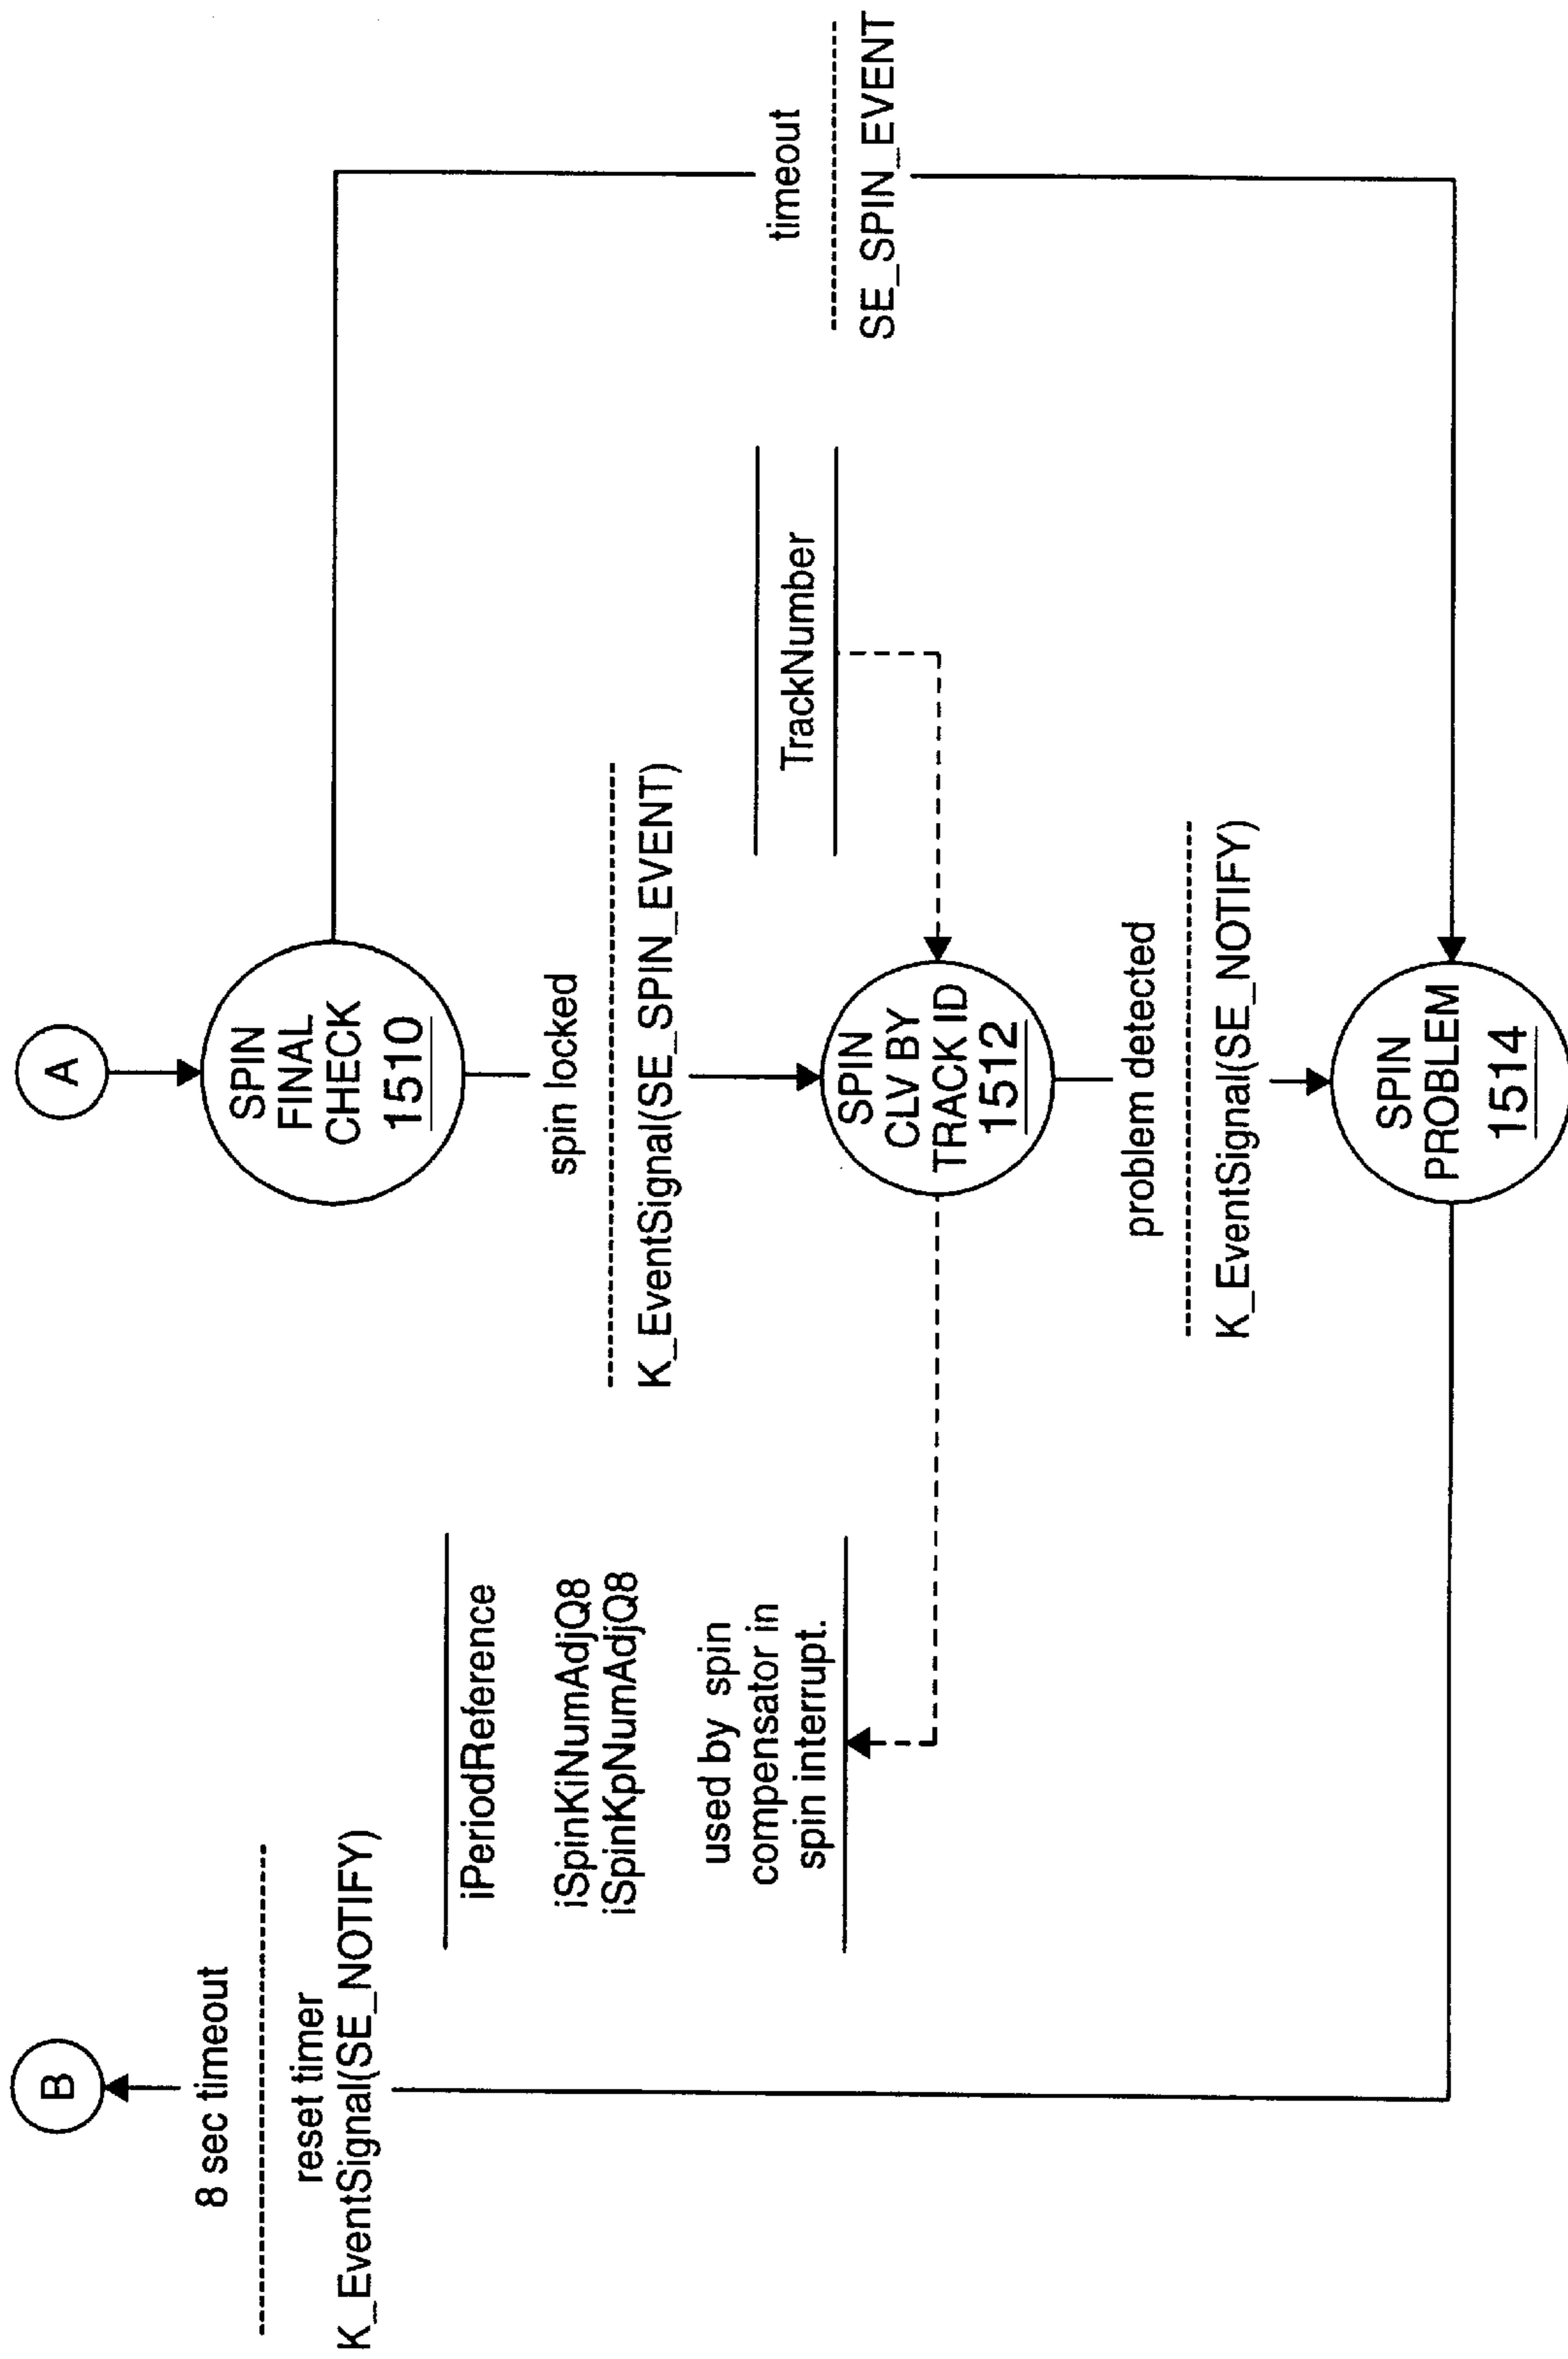 B
8 sec timeout
reset timer
K_EventSignal(SE_NOTIFY)
iPeriodReference
iSpinKiNumAdjQ8
iSpinKpNumAdjQ8
used by spin
compensator in
spin interrupt.
A
SPIN
FINAL
CHECK
1510
spin locked
K_EventSignal(SE_SPIN_EVENT)
SPIN
CLV BY
TRACK ID
1512
problem detected
K_EventSignal(SE_NOTIFY)
SPIN
PROBLEM
1514
TrackNumber
timeout
SE_SPIN_EVENT